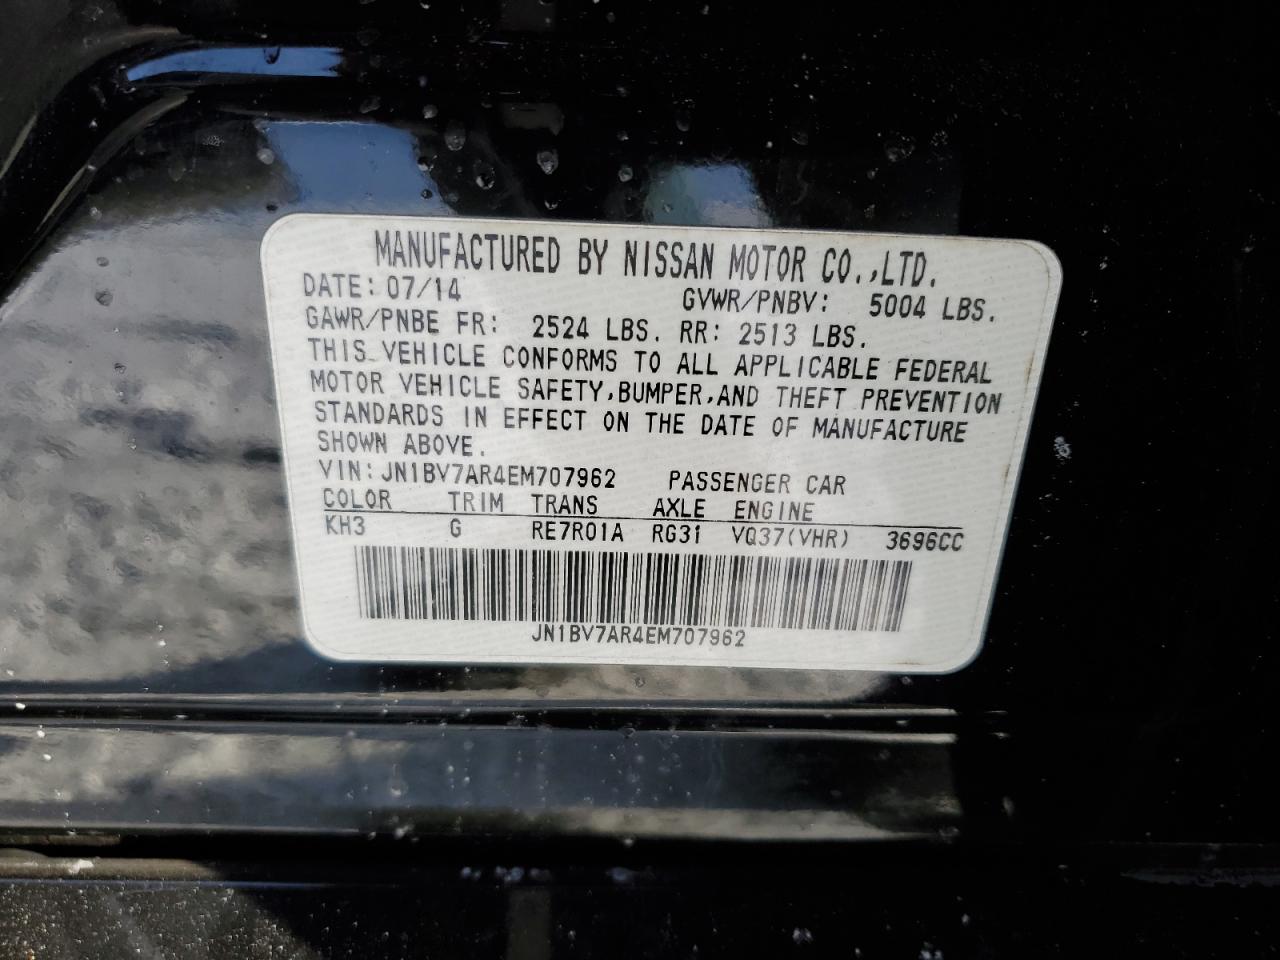 MANUFACTURED BY NISSAN MOTOR CO.,LTD.
DATE: 07/14 GVWR/PNBV: 5004 LBS.
GAWR/PNBE FR: 2524 LBS. RR: 2513 LBS.
THIS VEHICLE CONFORMS TO ALL APPLICABLE FEDERAL
MOTOR VEHICLE SAFETY,BUMPER,AND THEFT PREVENTION
STANDARDS IN EFFECT ON THE DATE OF MANUFACTURE
SHOWN ABOVE.
VIN:JN1BV7AR4EM707962 PASSENGER CAR
COLOR TRIM TRANS AXLE ENGINE
KH3 G RE7R01A RG31 VQ37(VHR) 3696CC
JN1BV7AR4EM707962